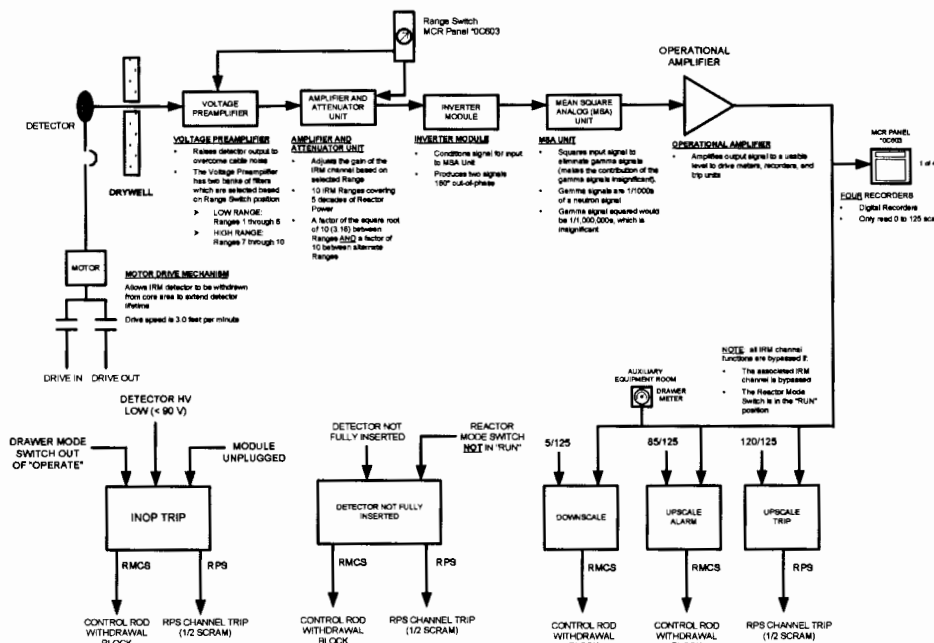 Range Switch
MCR Panel *0C603
OPERATIONAL
AMPLIFIER
VOLTAGE
PREAMPLIFIER
AMPLIFIER AND
ATTENUATOR
UNIT
INVERTER
MODULE
MEAN SQUARE
ANALOG (MSA)
UNIT
DETECTOR
DRYWELL
VOLTAGE PREAMPLIFIER
• Raises detector output to
overcome cable noise
• The Voltage Preamplifier
has two banks of filters
which are selected based
on Range Switch position
➢ LOW RANGE:
Ranges 1 through 6
➢ HIGH RANGE:
Ranges 7 through 10
AMPLIFIER AND
ATTENUATOR UNIT
• Adjusts the gain of the
IRM channel based on
selected Range
• 10 IRM Ranges covering
5 decades of Reactor
Power
• A factor of the square root
of 10 (3.16) between
Ranges AND a factor of
10 between alternate
Ranges
INVERTER MODULE
• Conditions signal for input
to MSA Unit
• Produces two signals
180° out-of-phase
MSA UNIT
• Squares input signal to
eliminate gamma signals
(makes the contribution of the
gamma signals insignificant).
• Gamma signals are 1/1000s
of a neutron signal
• Gamma signal squared would
be 1/1,000,000s, which is
insignificant
OPERATIONAL AMPLIFIER
• Amplifies output signal to a usable
level to drive meters, recorders, and
trip units
MCR PANEL
*0C603
1 of
FOUR RECORDERS
• Digital Recorders
• Only read 0 to 125 scale
MOTOR
MOTOR DRIVE MECHANISM
Allows IRM detector to be withdrawn
from core area to extend detector
lifetime
Drive speed is 3.0 feet per minute
DRIVE IN DRIVE OUT
NOTE: all IRM channel
functions are bypassed if:
• The associated IRM
channel is bypassed
• The Reactor Mode
Switch is in the "RUN"
position
AUXILIARY
EQUIPMENT ROOM
DRAWER
METER
DETECTOR HV
LOW (< 90 V)
DRAWER MODE
SWITCH OUT
OF "OPERATE"
MODULE
UNPLUGGED
INOP TRIP
RMCS
RPS
CONTROL ROD
WITHDRAWAL
BLOCK
RPS CHANNEL TRIP
(1/2 SCRAM)
DETECTOR NOT
FULLY INSERTED
REACTOR
MODE SWITCH
NOT IN "RUN"
DETECTOR NOT FULLY
INSERTED
RMCS
RPS
CONTROL ROD
WITHDRAWAL
RPS CHANNEL TRIP
(1/2 SCRAM)
5/125
85/125
120/125
DOWNSCALE
UPSCALE
ALARM
UPSCALE
TRIP
RMCS
RMCS
RPS
CONTROL ROD
WITHDRAWAL
CONTROL ROD
WITHDRAWAL
RPS CHANNEL TRIP
(1/2 SCRAM)